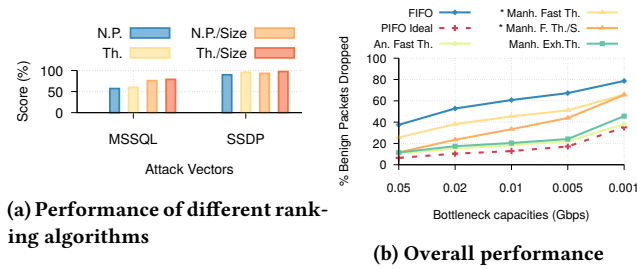 N.P.
N.P./Size
Th.
Th./Size
Score (%)
100
50
0
MSSQL
SSDP
Attack Vectors
(a) Performance of different rank-
ing algorithms
FIFO
* Manh. Fast Th.
PIFO Ideal
* Manh. F. Th./S.
An. Fast Th.
Manh. Exh.Th.
% Benign Packets Dropped
100
80
60
40
20
0
0.05
0.02
0.01
0.005
0.001
Bottleneck capacities (Gbps)
(b) Overall performance